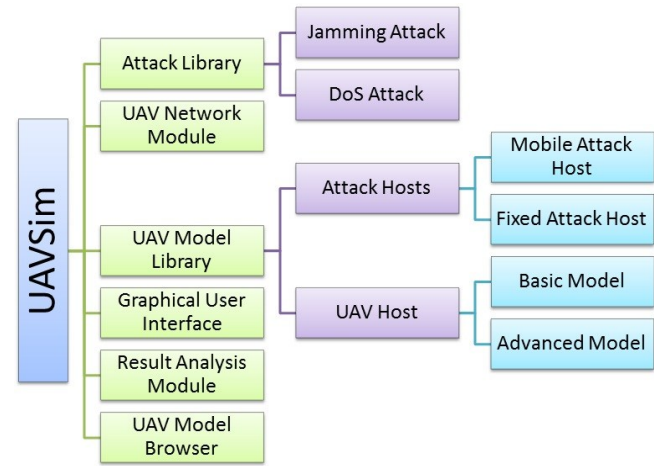 UAVSim
Attack Library
Jamming Attack
DoS Attack
UAV Network
Module
UAV Model
Library
Attack Hosts
Mobile Attack
Host
Fixed Attack Host
UAV Host
Basic Model
Advanced Model
Graphical User
Interface
Result Analysis
Module
UAV Model
Browser